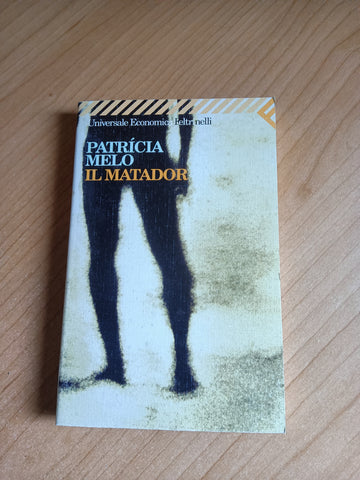 Universale Economica Feltrinelli
PATRÍCIA
MELO
IL MATADOR